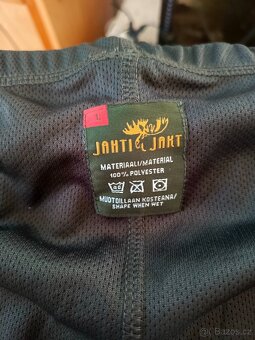 L
JAHTI JAKT
MATERIAALI/MATERIAL
100% POLYESTER
MUOTOILLAAN KOSTEANA/
SHAPE WHEN WET
Bazos.cz